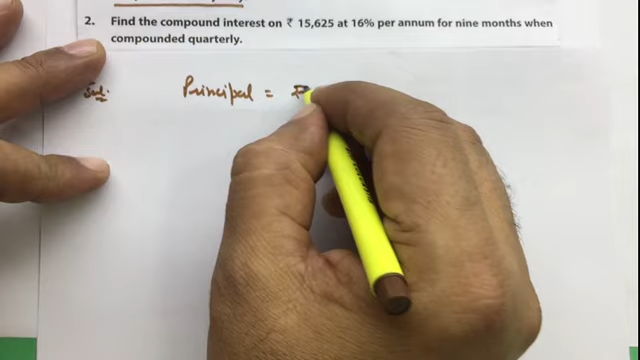 2. Find the compound interest on ₹ 15,625 at 16% per annum for nine months when
compounded quarterly.
Sol. Principal = ₹